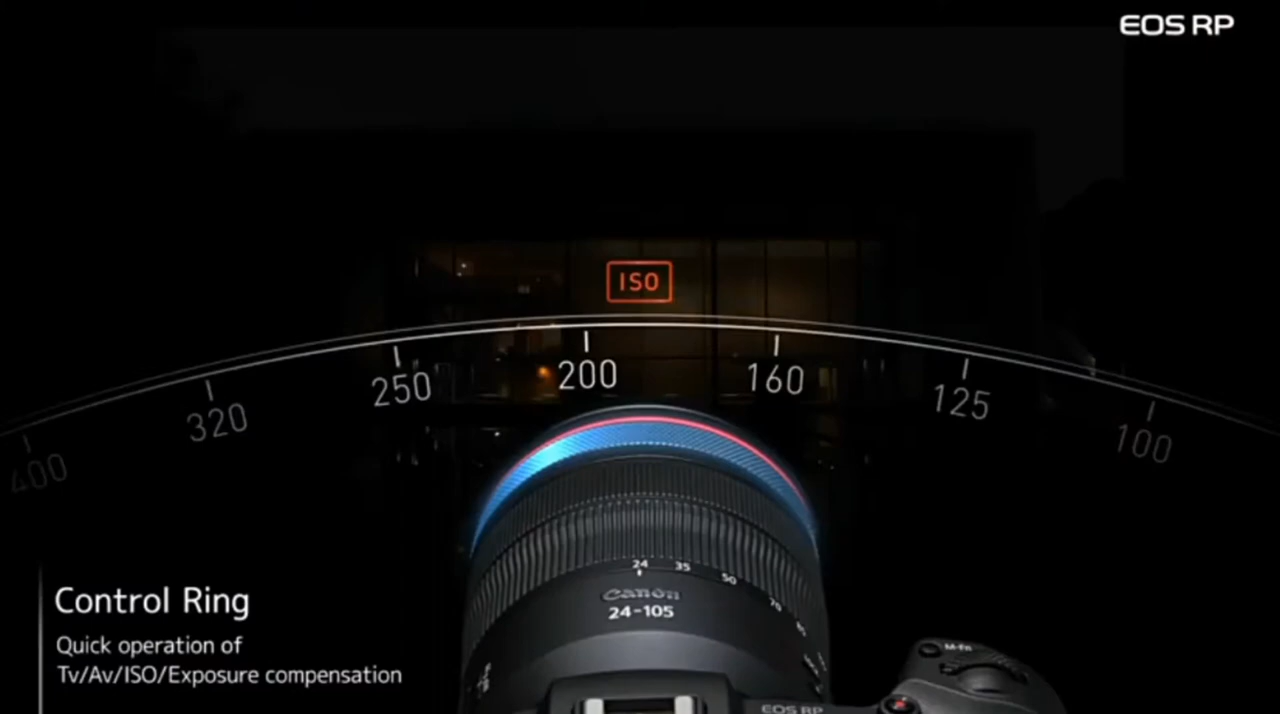 EOS RP
ISO
400 320 250 200 160 125 100
24 35 50 70
Canon
24-105
Control Ring
Quick operation of
Tv/Av/ISO/Exposure compensation
M-Fn
EOS RP